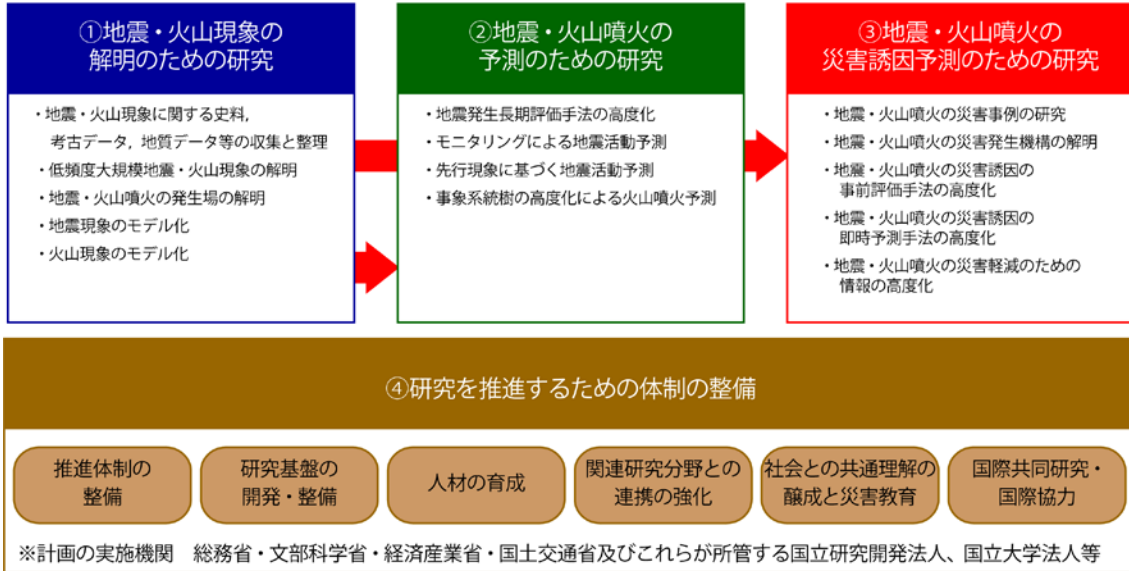 ①地震・火山現象の
解明のための研究
・地震・火山現象に関する史料,
考古データ, 地質データ等の収集と整理
・低頻度大規模地震・火山現象の解明
・地震・火山噴火の発生場の解明
・地震現象のモデル化
・火山現象のモデル化
②地震・火山噴火の
予測のための研究
・地震発生長期評価手法の高度化
・モニタリングによる地震活動予測
・先行現象に基づく地震活動予測
・事象系統樹の高度化による火山噴火予測
③地震・火山噴火の
災害誘因予測のための研究
・地震・火山噴火の災害事例の研究
・地震・火山噴火の災害発生機構の解明
・地震・火山噴火の災害誘因の
事前評価手法の高度化
・地震・火山噴火の災害誘因の
即時予測手法の高度化
・地震・火山噴火の災害軽減のための
情報の高度化
④研究を推進するための体制の整備
推進体制の
整備
研究基盤の
開発・整備
人材の育成
関連研究分野との
連携の強化
社会との共通理解の
醸成と災害教育
国際共同研究・
国際協力
※計画の実施機関　総務省・文部科学省・経済産業省・国土交通省及びこれらが所管する国立研究開発法人、国立大学法人等